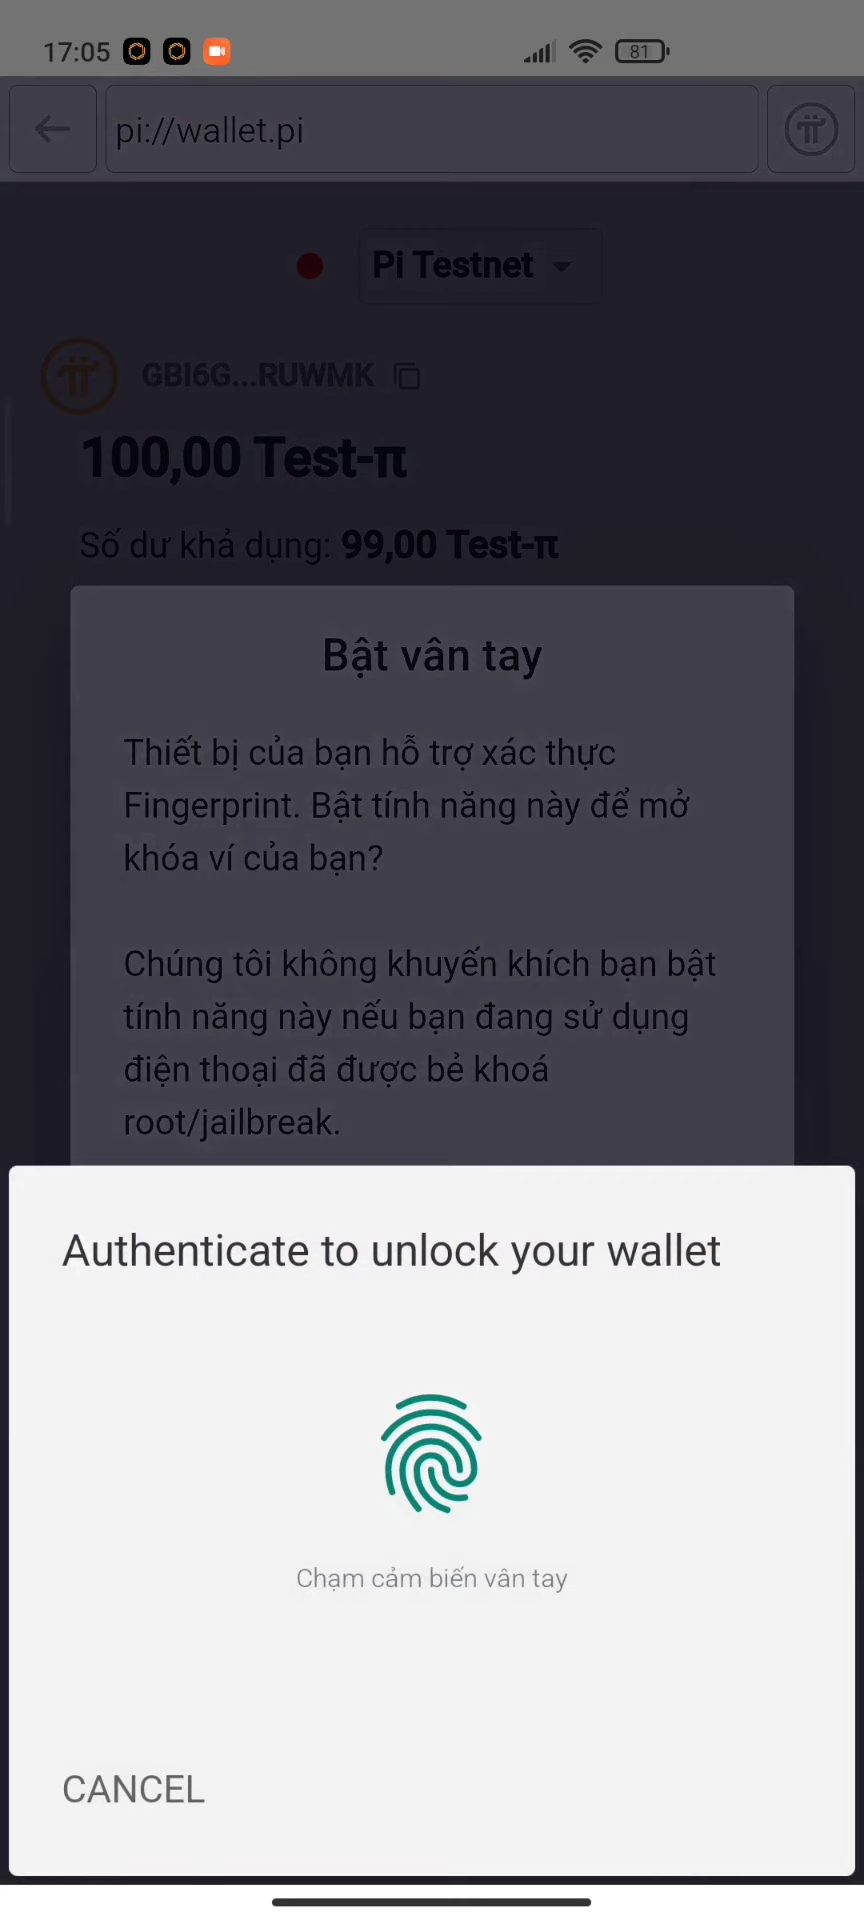 17:05
81
pi://wallet.pi
Pi Testnet
GBI6G...RUWMK
100,00 Test-π
Số dư khả dụng: 99,00 Test-π
Bật vân tay
Thiết bị của bạn hỗ trợ xác thực
Fingerprint. Bật tính năng này để mở
khóa ví của bạn?
Chúng tôi không khuyến khích bạn bật
tính năng này nếu bạn đang sử dụng
điện thoại đã được bẻ khoá
root/jailbreak.
Authenticate to unlock your wallet
Chạm cảm biến vân tay
CANCEL